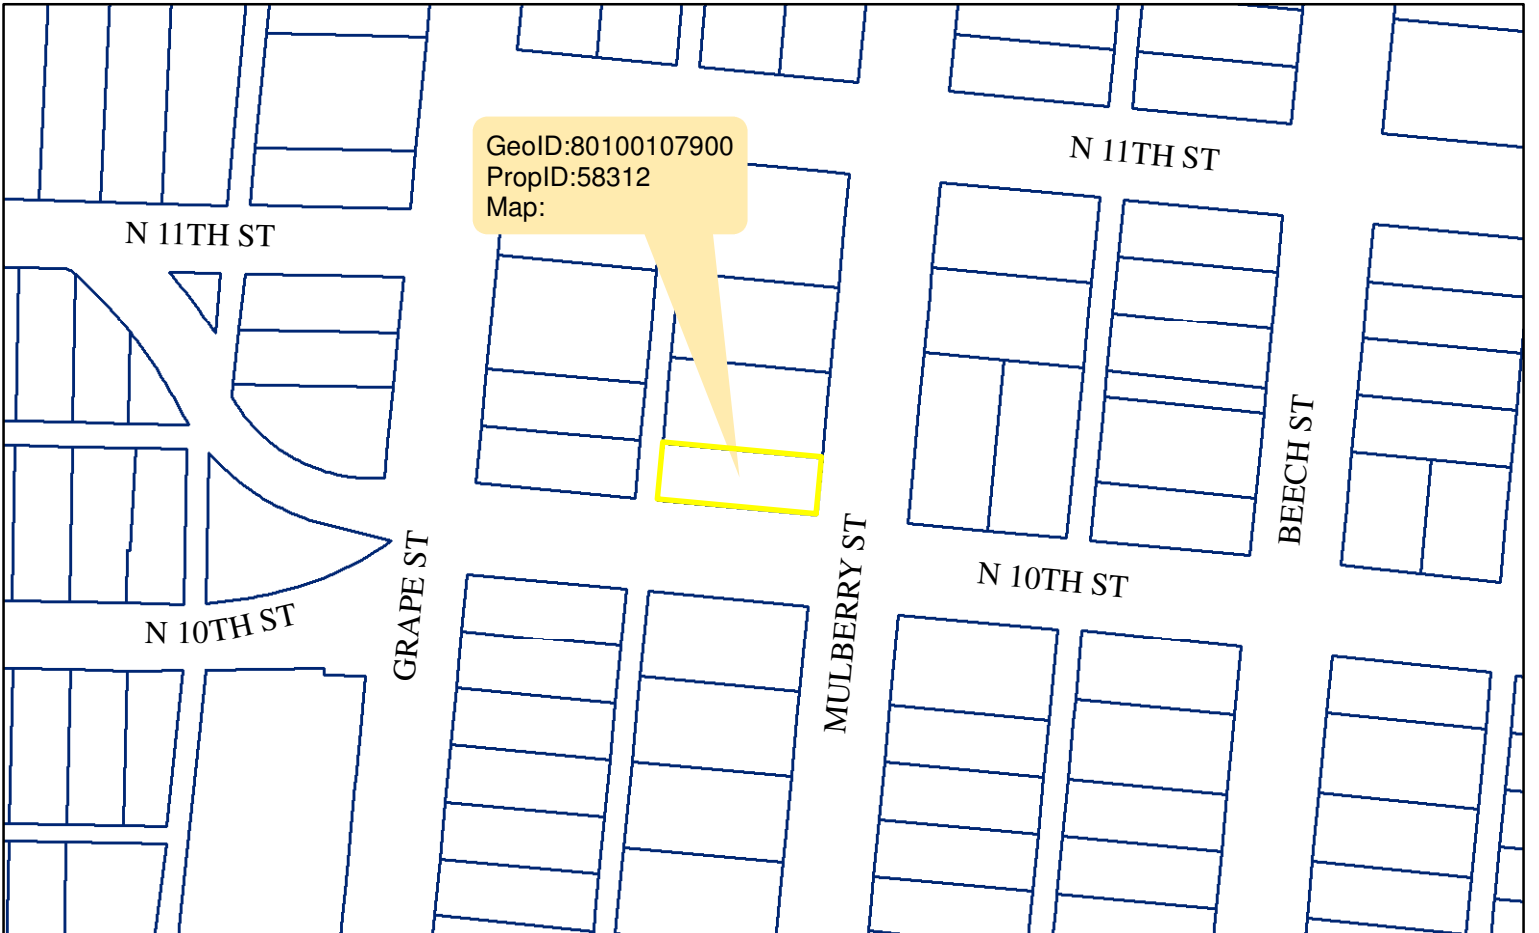 GeoID:80100107900
PropID:58312
Map:
N 11TH ST
N 11TH ST
BEECH ST
MULBERRY ST
GRAPE ST
N 10TH ST
N 10TH ST